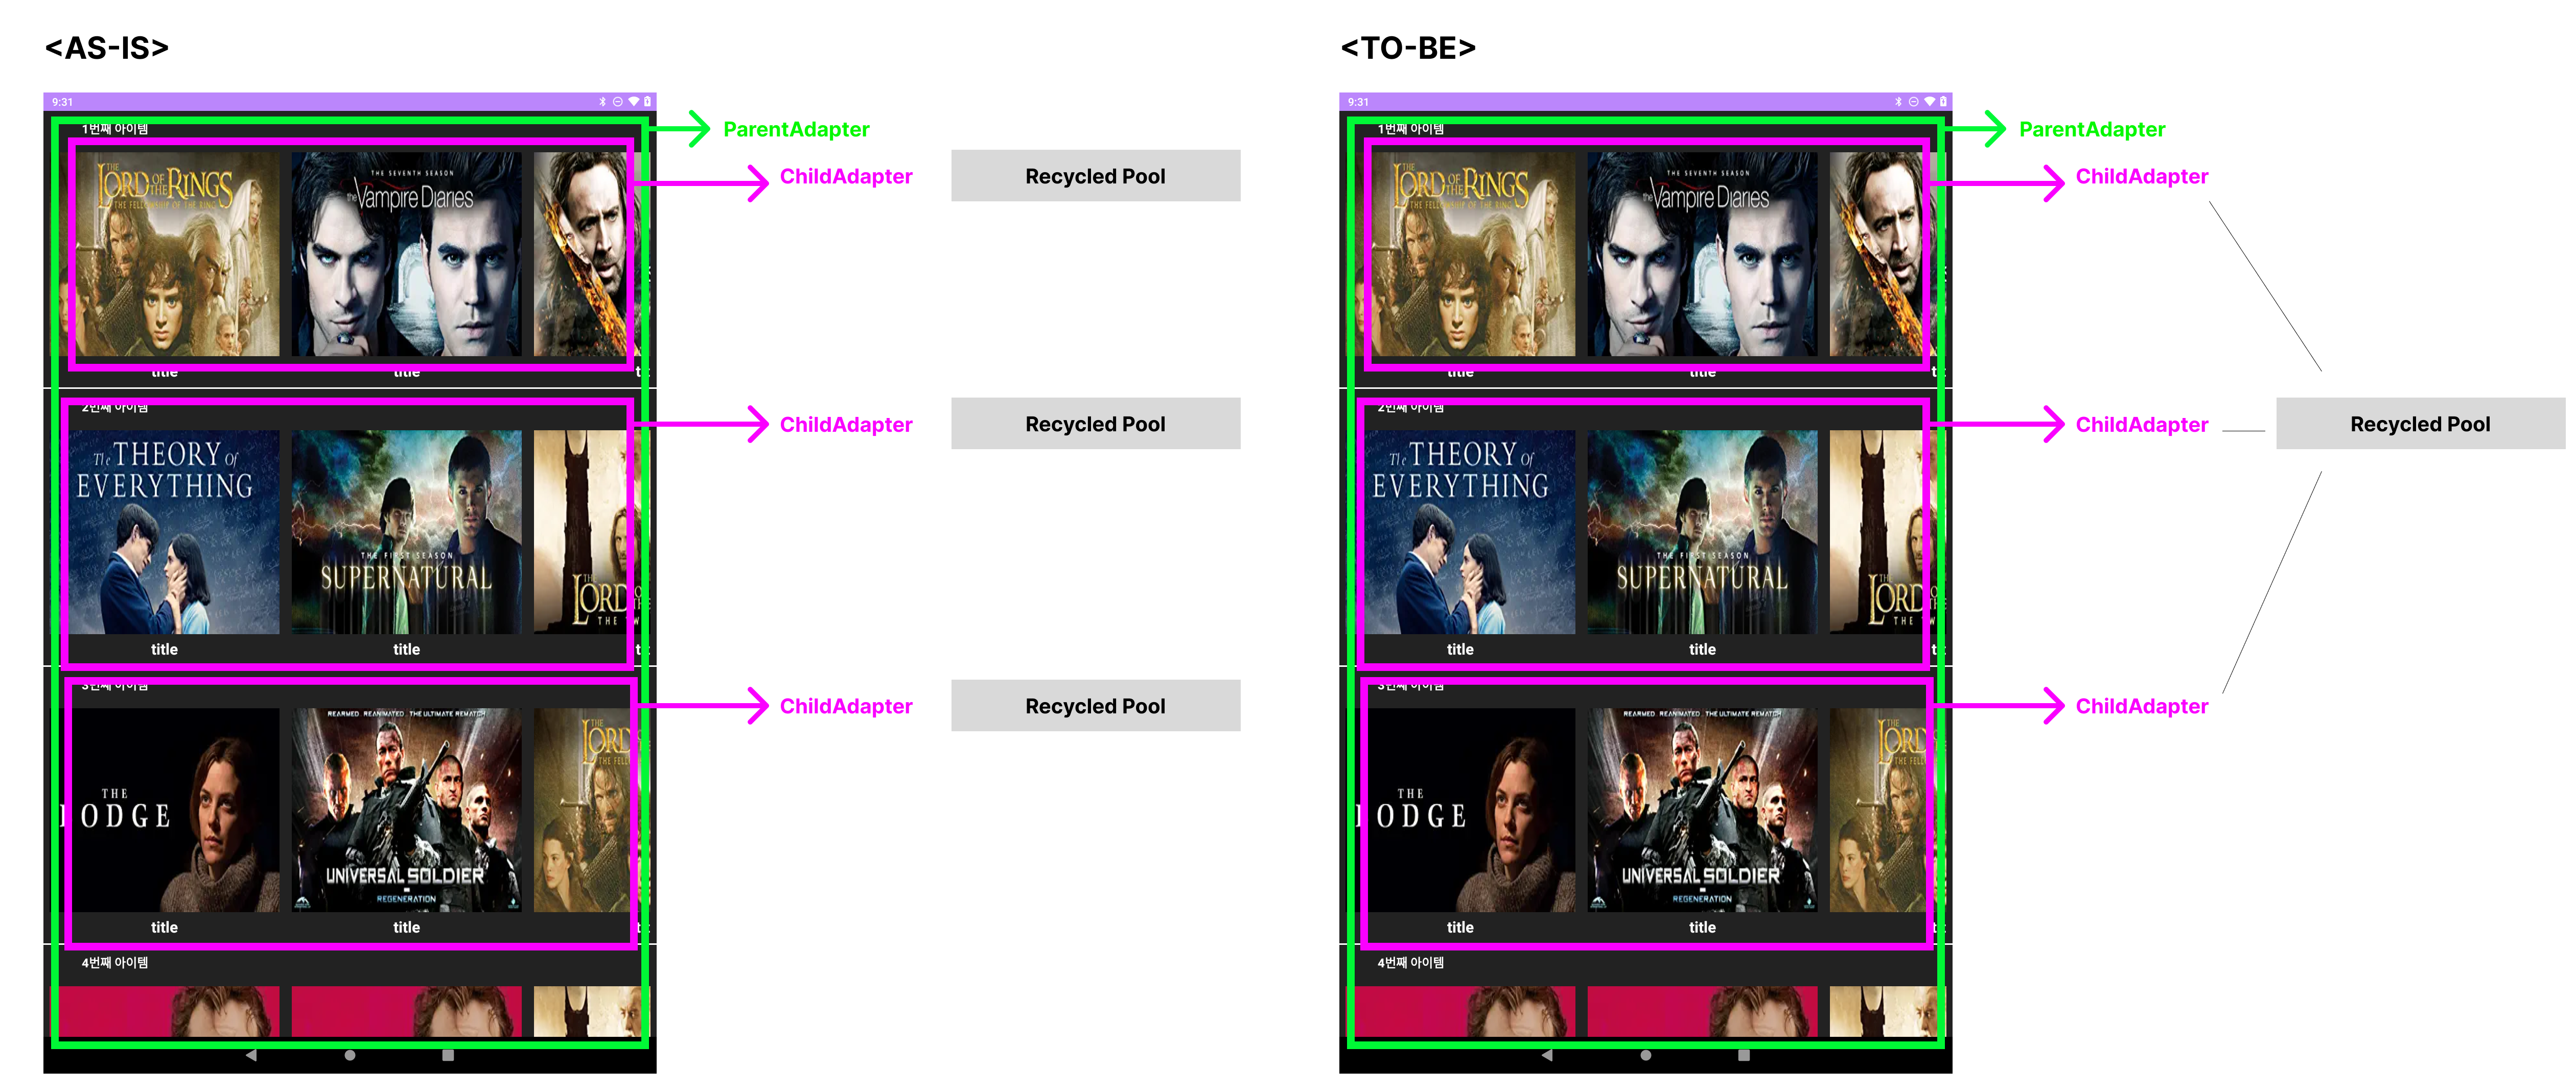 <AS-IS>
9:31
1번째 아이템
THE
LORD OF THE RINGS
THE FELLOWSHIP OF THE RING
THE SEVENTH SEASON
the Vampire Diaries
title
title
2번째 아이템
The THEORY of
EVERYTHING
THE FIRST SEASON
SUPERNATURAL
THE
LORD
THE
title
title
3번째 아이템
THE
LODGE
REARMED. REANIMATED. THE ULTIMATE REMATCH.
UNIVERSAL SOLDIER
REGENERATION
THE
LORD
title
title
4번째 아이템
ParentAdapter
ChildAdapter
Recycled Pool
ChildAdapter
Recycled Pool
ChildAdapter
Recycled Pool
<TO-BE>
9:31
1번째 아이템
THE
LORD OF THE RINGS
THE FELLOWSHIP OF THE RING
THE SEVENTH SEASON
the Vampire Diaries
title
title
2번째 아이템
The THEORY of
EVERYTHING
THE FIRST SEASON
SUPERNATURAL
THE
LORD
THE
title
title
3번째 아이템
THE
LODGE
REARMED. REANIMATED. THE ULTIMATE REMATCH.
UNIVERSAL SOLDIER
REGENERATION
THE
LORD
title
title
4번째 아이템
ParentAdapter
ChildAdapter
ChildAdapter
Recycled Pool
ChildAdapter